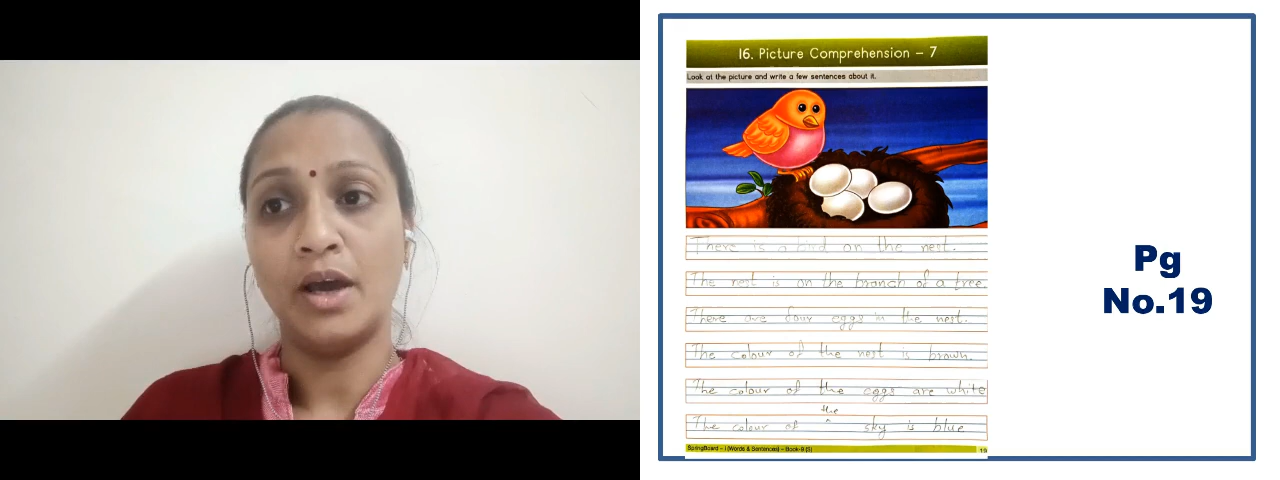 16. Picture Comprehension - 7
Look at the picture and write a few sentences about it.
There is a bird on the nest.
The nest is on the branch of a tree.
There are four eggs in the nest.
The colour of the nest is brown.
The colour of the eggs are white
the
The colour of ^ sky is blue
SpringBoard - I (Words & Sentences) - Book-9 (S)
19
Pg
No.19